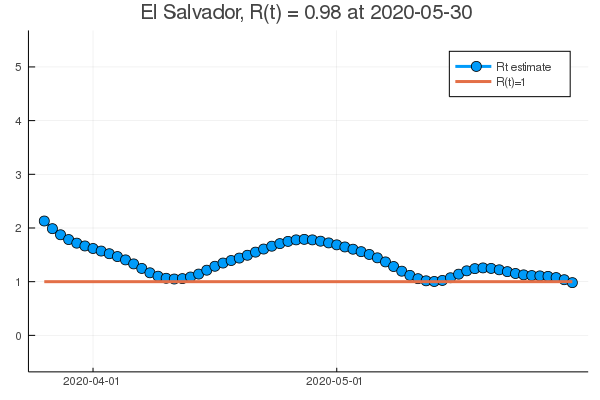 El Salvador, R(t) = 0.98 at 2020-05-30
5
4
3
2
1
0
Rt estimate
R(t)=1
2020-04-01
2020-05-01